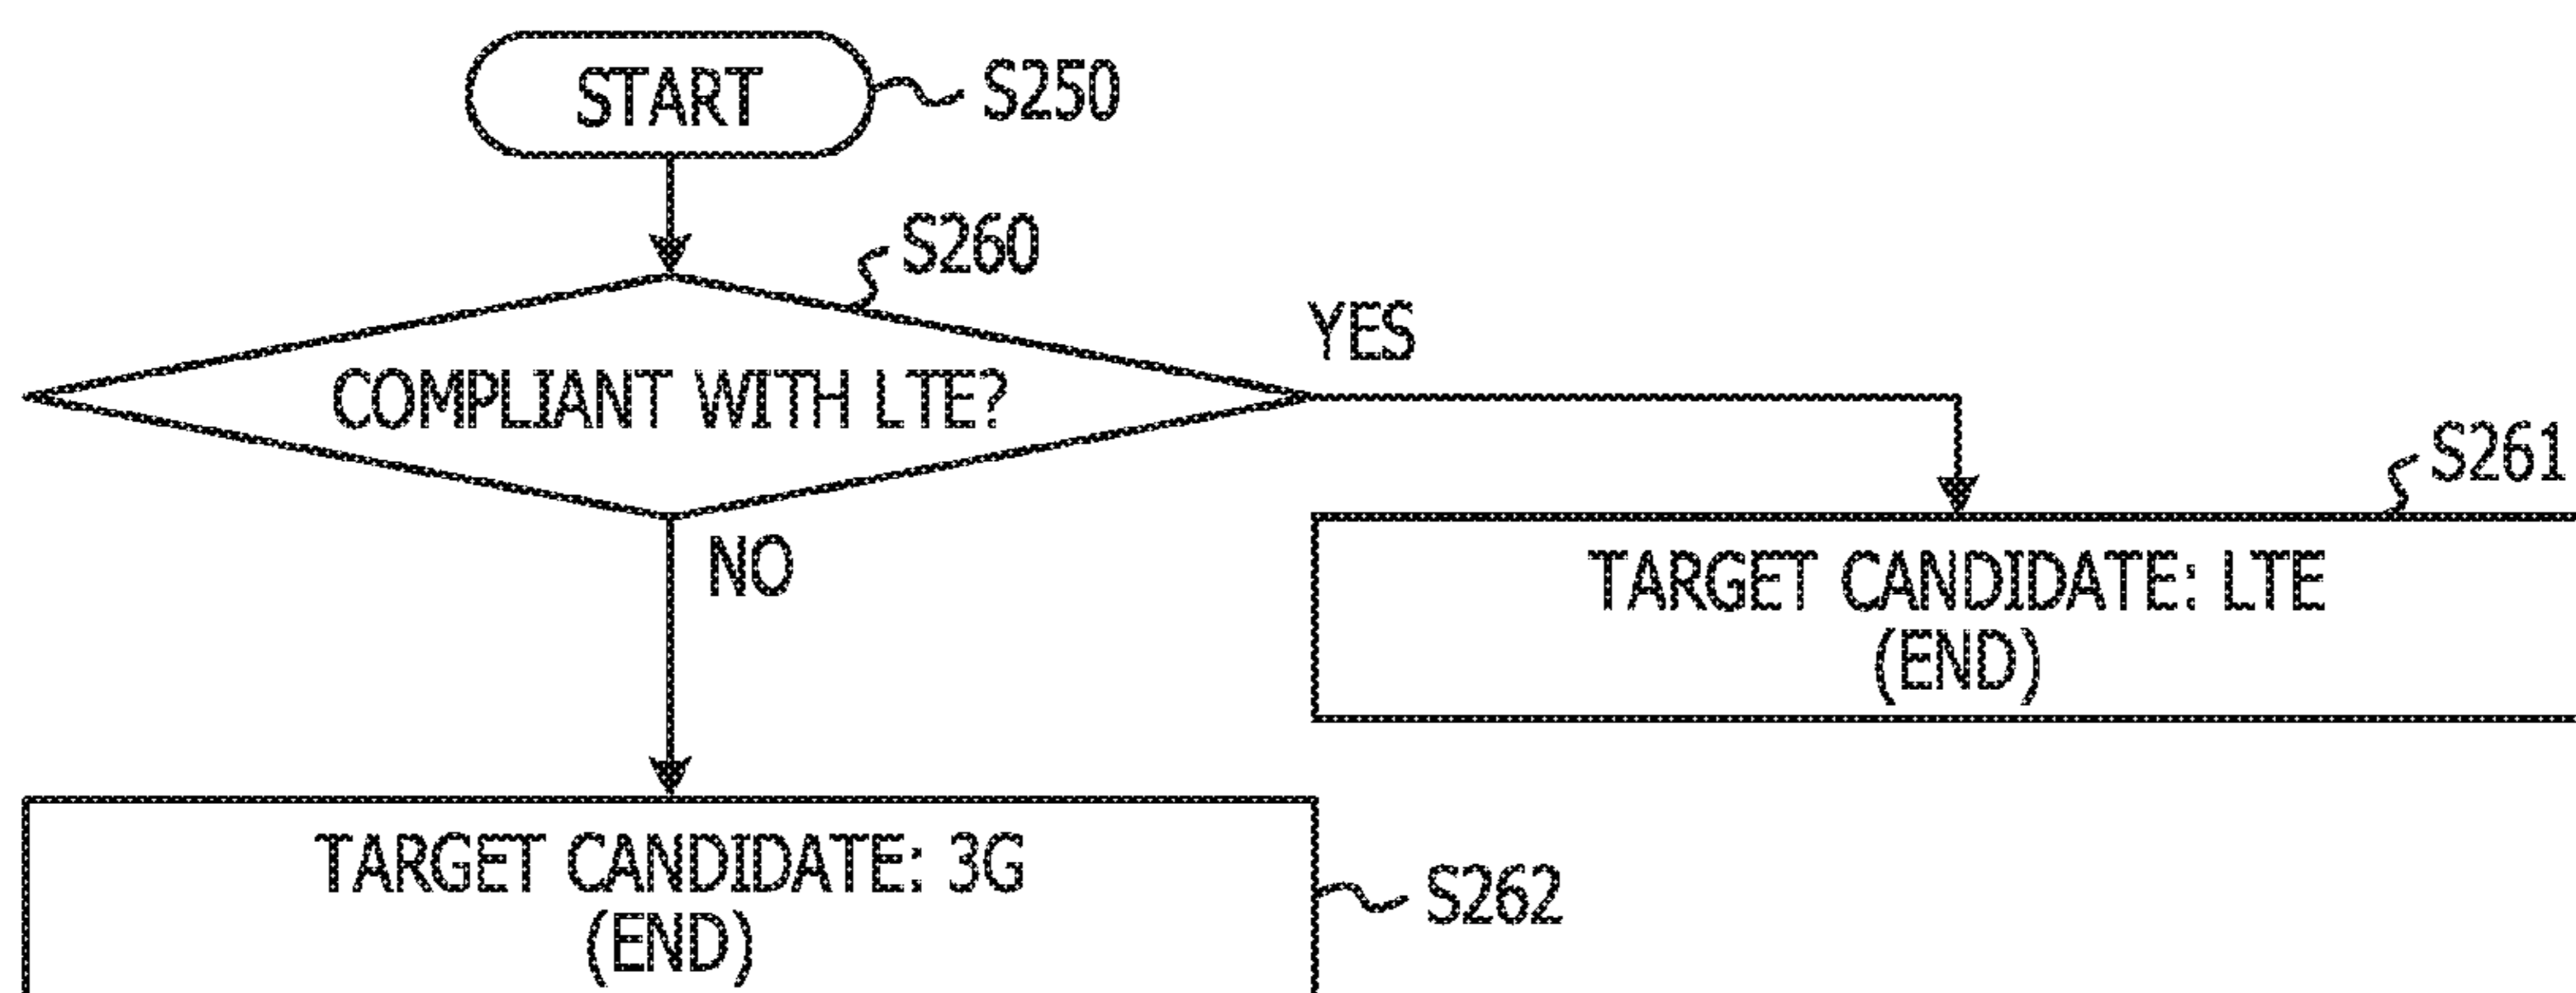 START
S250
S260
COMPLIANT WITH LTE?
YES
NO
S261
TARGET CANDIDATE: LTE
(END)
TARGET CANDIDATE: 3G
(END)
S262